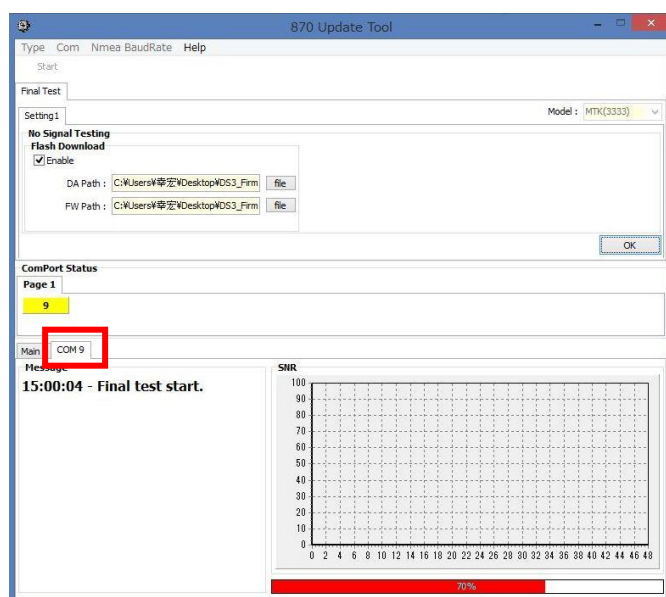 870 Update Tool
Type Com Nmea BaudRate Help
Start
Final Test
Setting1
Model : MTK(3333)
No Signal Testing
Flash Download
Enable
DA Path : C:¥Users¥幸宏¥Desktop¥DS3_Firm file
FW Path : C:¥Users¥幸宏¥Desktop¥DS3_Firm file
OK
ComPort Status
Page 1
9
Main COM 9
Message
15:00:04 - Final test start.
SNR
100
90
80
70
60
50
40
30
20
10
0
0 2 4 6 8 10 12 14 16 18 20 22 24 26 28 30 32 34 36 38 40 42 44 46 48
70%